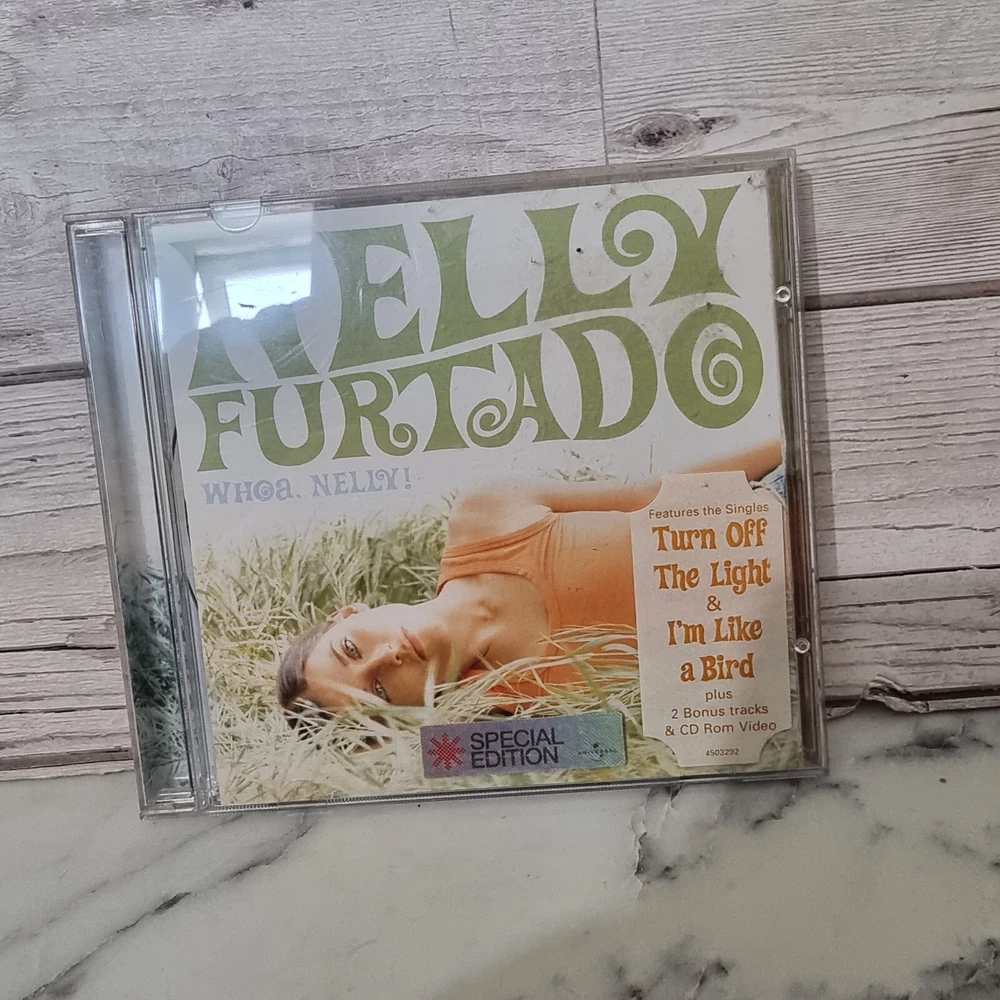 NELLY
FURTADO
WHOa, NELLY!
Features the Singles
Turn Off
The Light
&
I'm Like
a Bird
plus
2 Bonus tracks
& CD Rom Video
4503292
SPECIAL
EDITION
UNIVERSAL